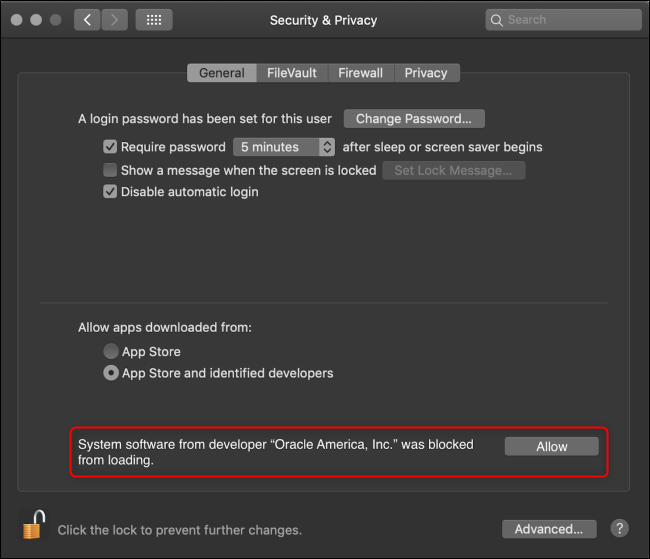 Security & Privacy
Search
General FileVault Firewall Privacy
A login password has been set for this user Change Password...
Require password 5 minutes after sleep or screen saver begins
Show a message when the screen is locked Set Lock Message...
Disable automatic login
Allow apps downloaded from:
App Store
App Store and identified developers
System software from developer “Oracle America, Inc.” was blocked
from loading.
Allow
Click the lock to prevent further changes.
Advanced...
?